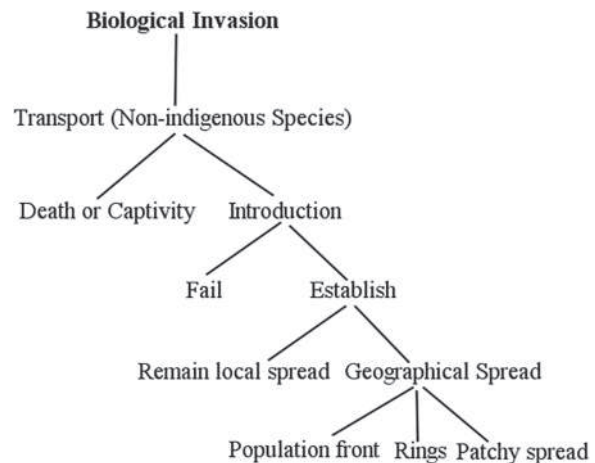 Biological Invasion
Transport (Non-indigenous Species)
Death or Captivity
Introduction
Fail
Establish
Remain local spread
Geographical Spread
Population front
Rings
Patchy spread